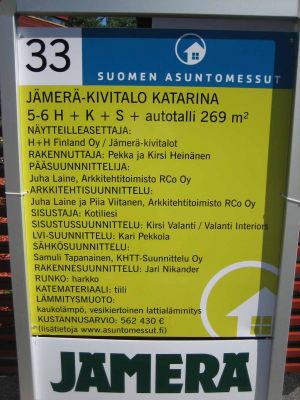 33
SUOMEN ASUNTOMESSUT
JÄMERÄ-KIVITALO KATARINA
5-6 H + K + S + autotalli 269 m²
NÄYTTEILLEASETTAJA:
H+H Finland Oy / Jämerä-kivitalot
RAKENNUTTAJA: Pekka ja Kirsi Heinänen
PÄÄSUUNNNITTELIJA:
Juha Laine, Arkkitehtitoimisto RCo Oy
ARKKITEHTISUUNNITTELU:
Juha Laine ja Piia Viitanen, Arkkitehtitoimisto RCo Oy
SISUSTAJA: Kotiliesi
SISUSTUSSUUNNITTELU: Kirsi Valanti / Valanti Interiors
LVI-SUUNNITTELU: Kari Pekkola
SÄHKÖSUUNNITTELU:
Samuli Tapanainen, KHTT-Suunnittelu Oy
RAKENNESUUNNITTELU: Jari Nikander
RUNKO: harkko
KATEMATERIAALI: tiili
LÄMMITYSMUOTO:
kaukolämpö, vesikiertoinen lattialämmitys
KUSTANNUSARVIO: 562 430 €
(lisätietoja www.asuntomessut.fi)
JÄMERÄ